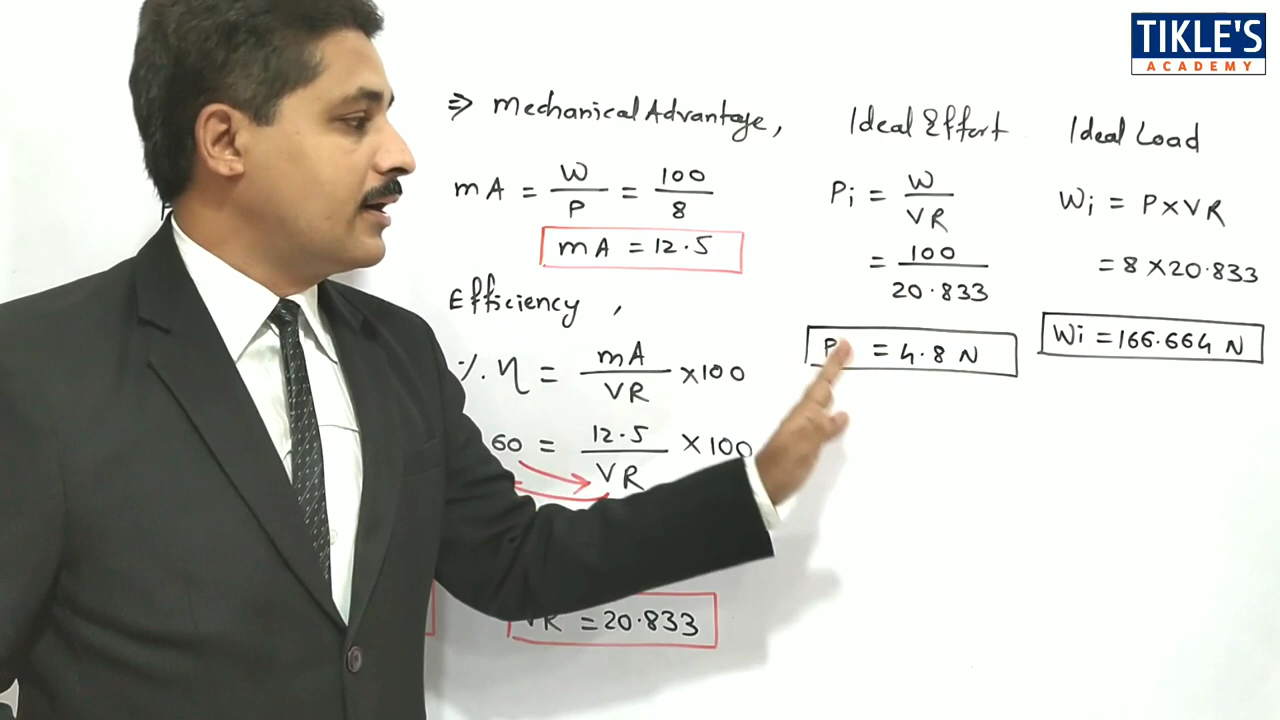 TIKLE'S
ACADEMY
⇒ Mechanical Advantage,
mA = W/P = 100/8
mA = 12.5
Efficiency,
% η = mA/VR × 100
60 = 12.5/VR × 100
VR = 20.833
Ideal Effort
Pi = W/VR
= 100/20.833
P = 4.8 N
Ideal Load
Wi = P × VR
= 8 × 20.833
Wi = 166.664 N